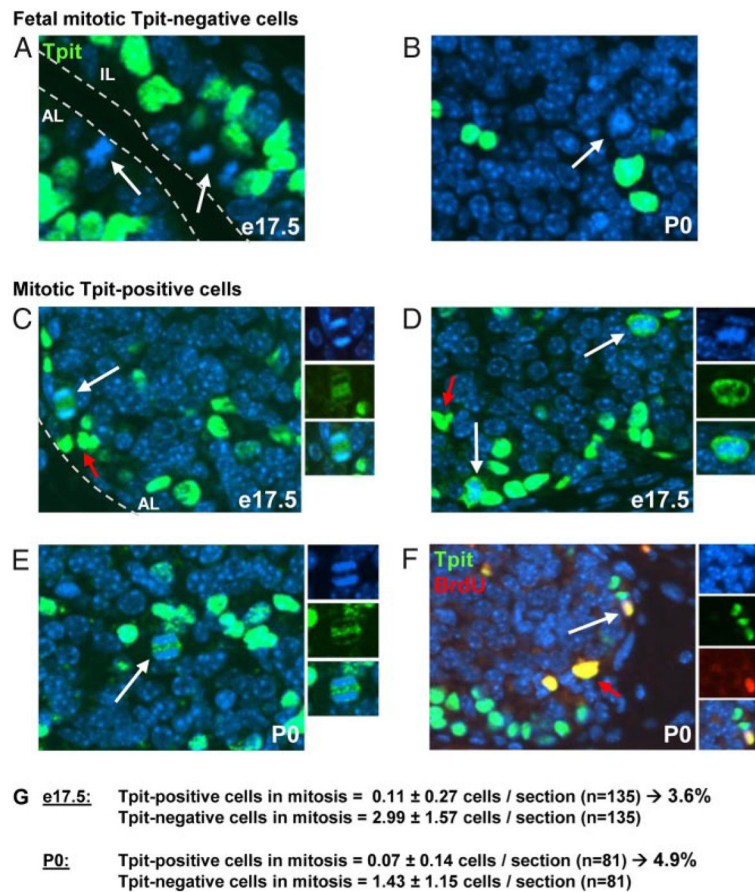 Fetal mitotic Tpit-negative cells
A
Tpit
IL
AL
e17.5
B
P0
Mitotic Tpit-positive cells
C
AL
e17.5
D
e17.5
E
P0
F
Tpit
BrdU
P0
G e17.5: Tpit-positive cells in mitosis = 0.11 ± 0.27 cells / section (n=135) → 3.6%
Tpit-negative cells in mitosis = 2.99 ± 1.57 cells / section (n=135)
P0: Tpit-positive cells in mitosis = 0.07 ± 0.14 cells / section (n=81) → 4.9%
Tpit-negative cells in mitosis = 1.43 ± 1.15 cells / section (n=81)